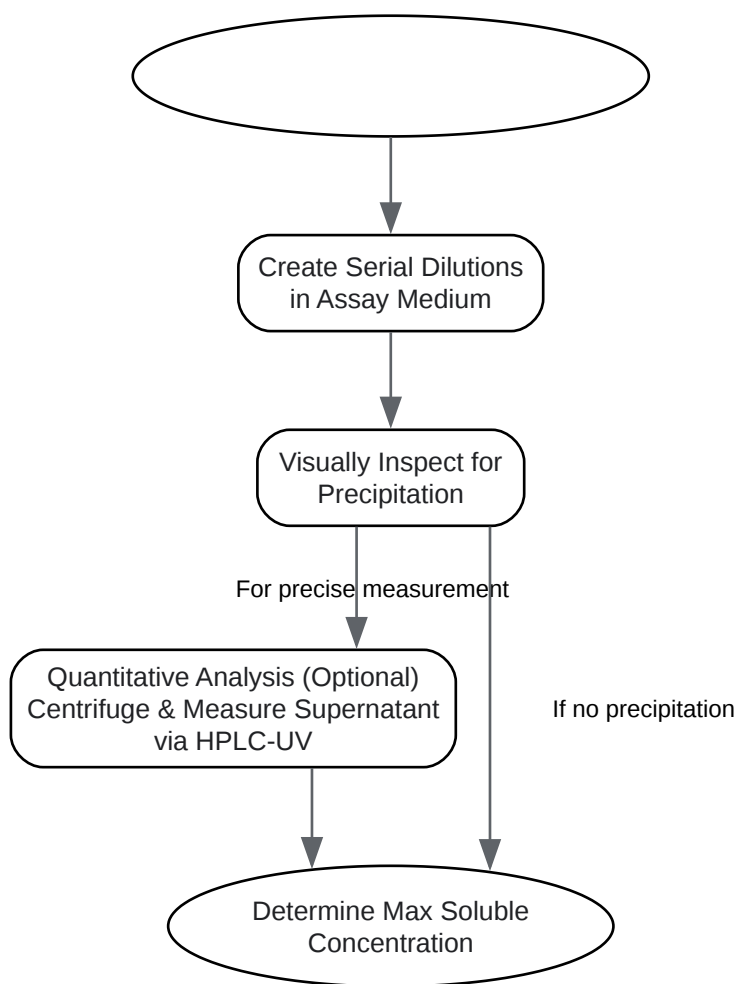 Create Serial Dilutions
in Assay Medium
Visually Inspect for
Precipitation
For precise measurement
Quantitative Analysis (Optional)
Centrifuge & Measure Supernatant
via HPLC-UV
If no precipitation
Determine Max Soluble
Concentration